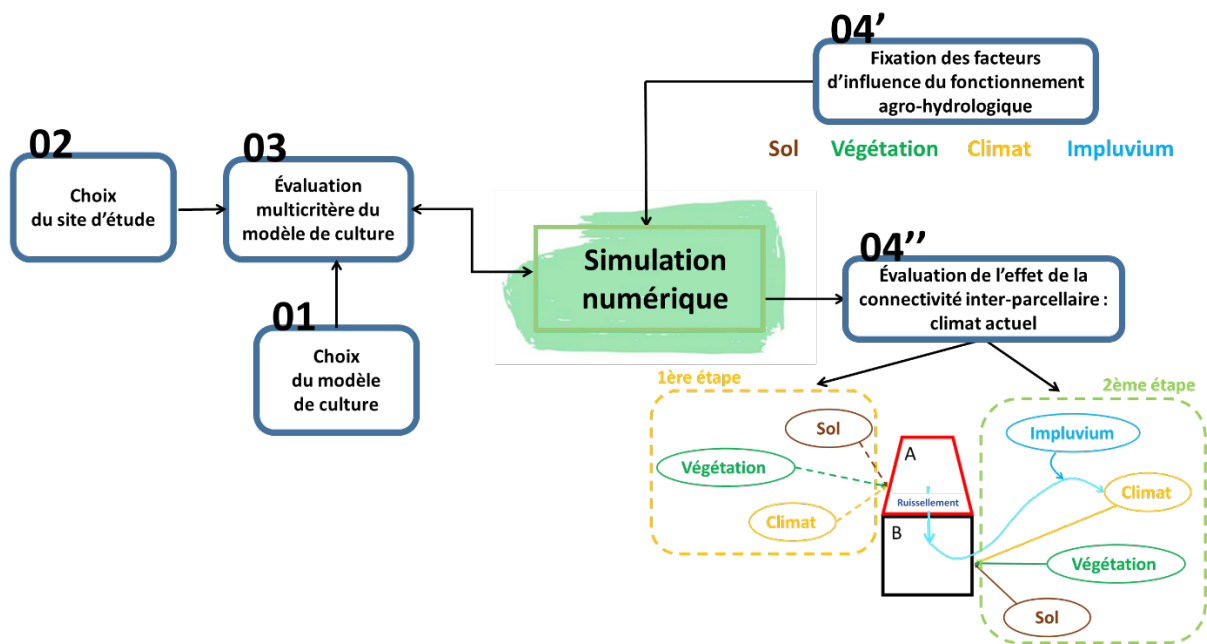 04'
Fixation des facteurs
d'influence du fonctionnement
agro-hydrologique
Sol Végétation Climat Impluvium
02
Choix
du site d'étude
03
Évaluation
multicritère du
modèle de culture
01
Choix
du modèle
de culture
Simulation
numérique
04''
Évaluation de l'effet de la
connectivité inter-parcellaire :
climat actuel
1ère étape
Sol
Végétation
Climat
A
Ruissellement
B
2ème étape
Impluvium
Climat
Végétation
Sol